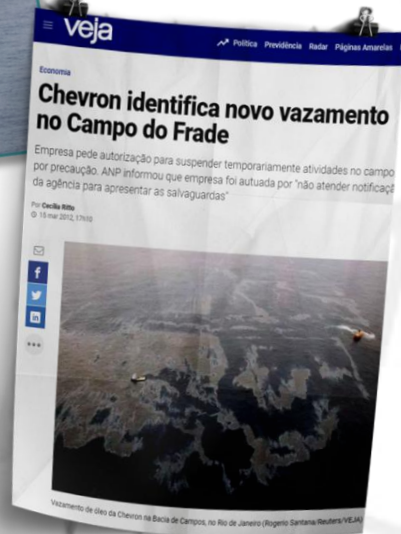 veja
Política Previdência Radar Páginas Amarelas
Economia
Chevron identifica novo vazamento
no Campo do Frade
Empresa pede autorização para suspender temporariamente atividades no campo
por precaução. ANP informou que empresa foi autuada por "não atender notificaçã
da agência para apresentar as salvaguardas"
Por Cecília Ritto
15 mar 2012, 17h10
Vazamento de óleo da Chevron na Bacia de Campos, no Rio de Janeiro (Rogerio Santana/Reuters/VEJA)